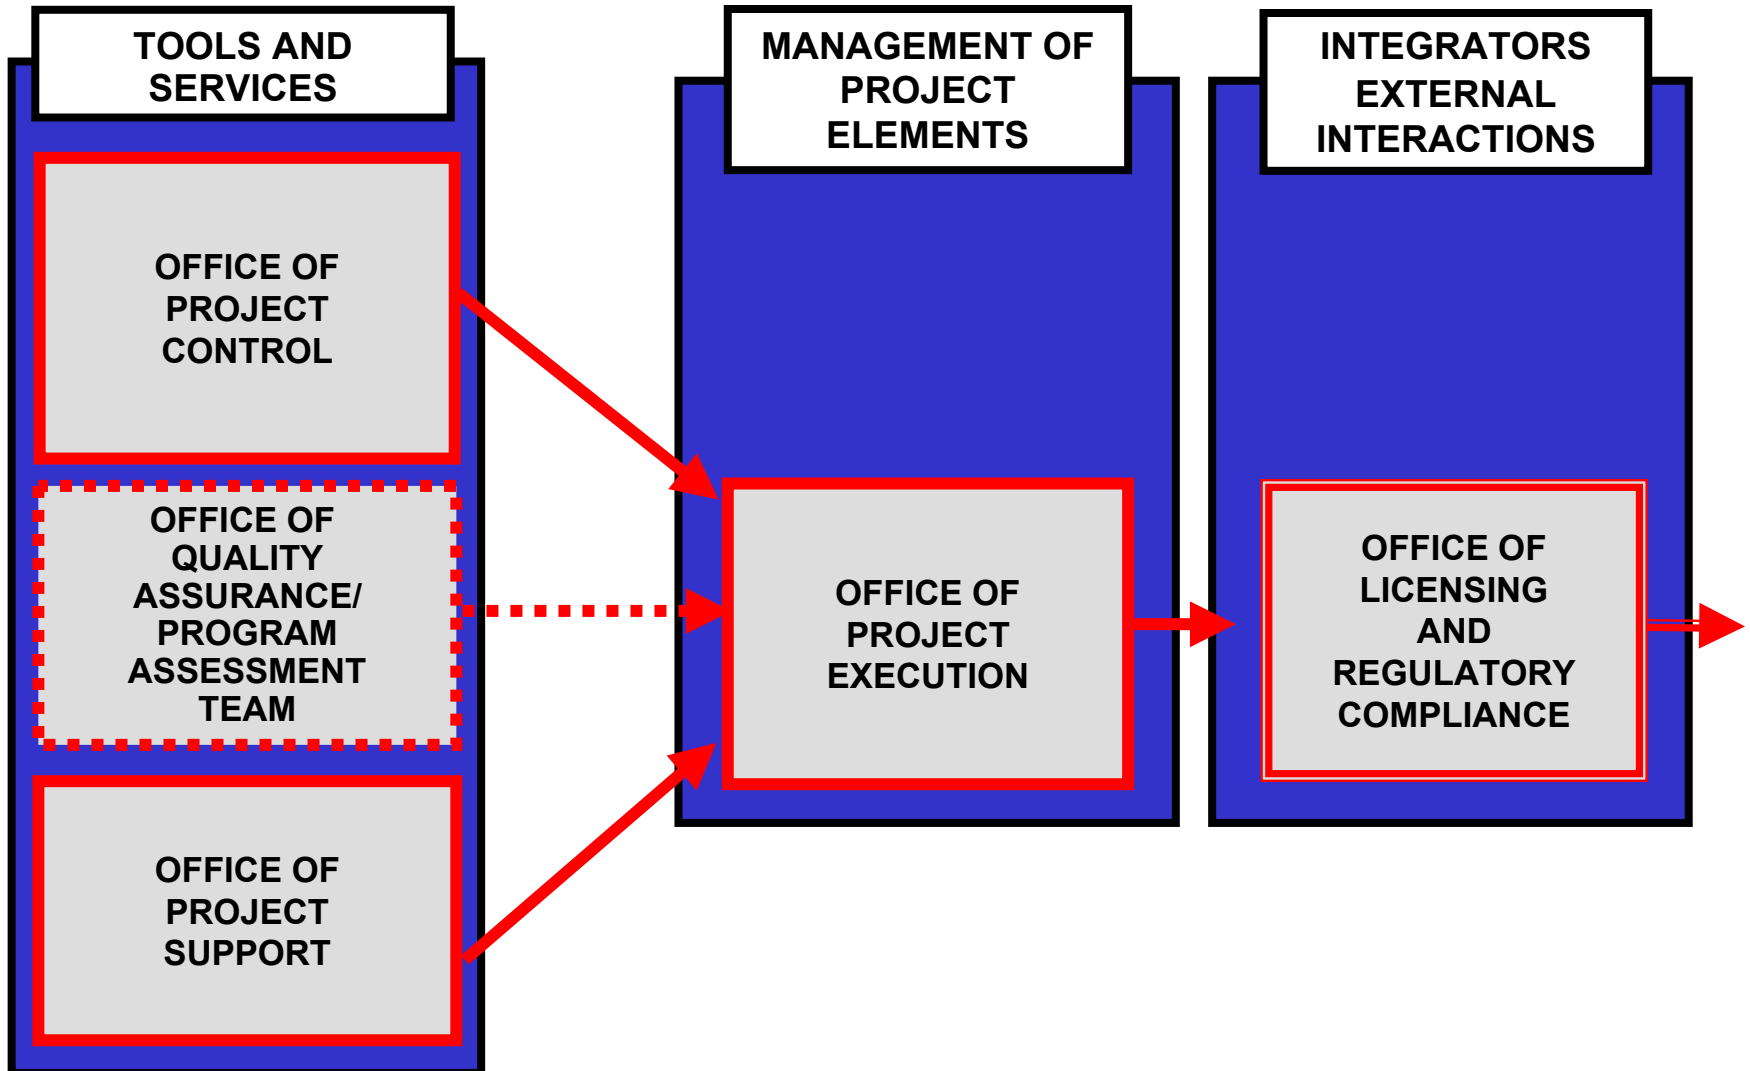 TOOLS AND
SERVICES
OFFICE OF
PROJECT
CONTROL
OFFICE OF
QUALITY
ASSURANCE/
PROGRAM
ASSESSMENT
TEAM
OFFICE OF
PROJECT
SUPPORT
MANAGEMENT OF
PROJECT
ELEMENTS
OFFICE OF
PROJECT
EXECUTION
INTEGRATORS
EXTERNAL
INTERACTIONS
OFFICE OF
LICENSING
AND
REGULATORY
COMPLIANCE